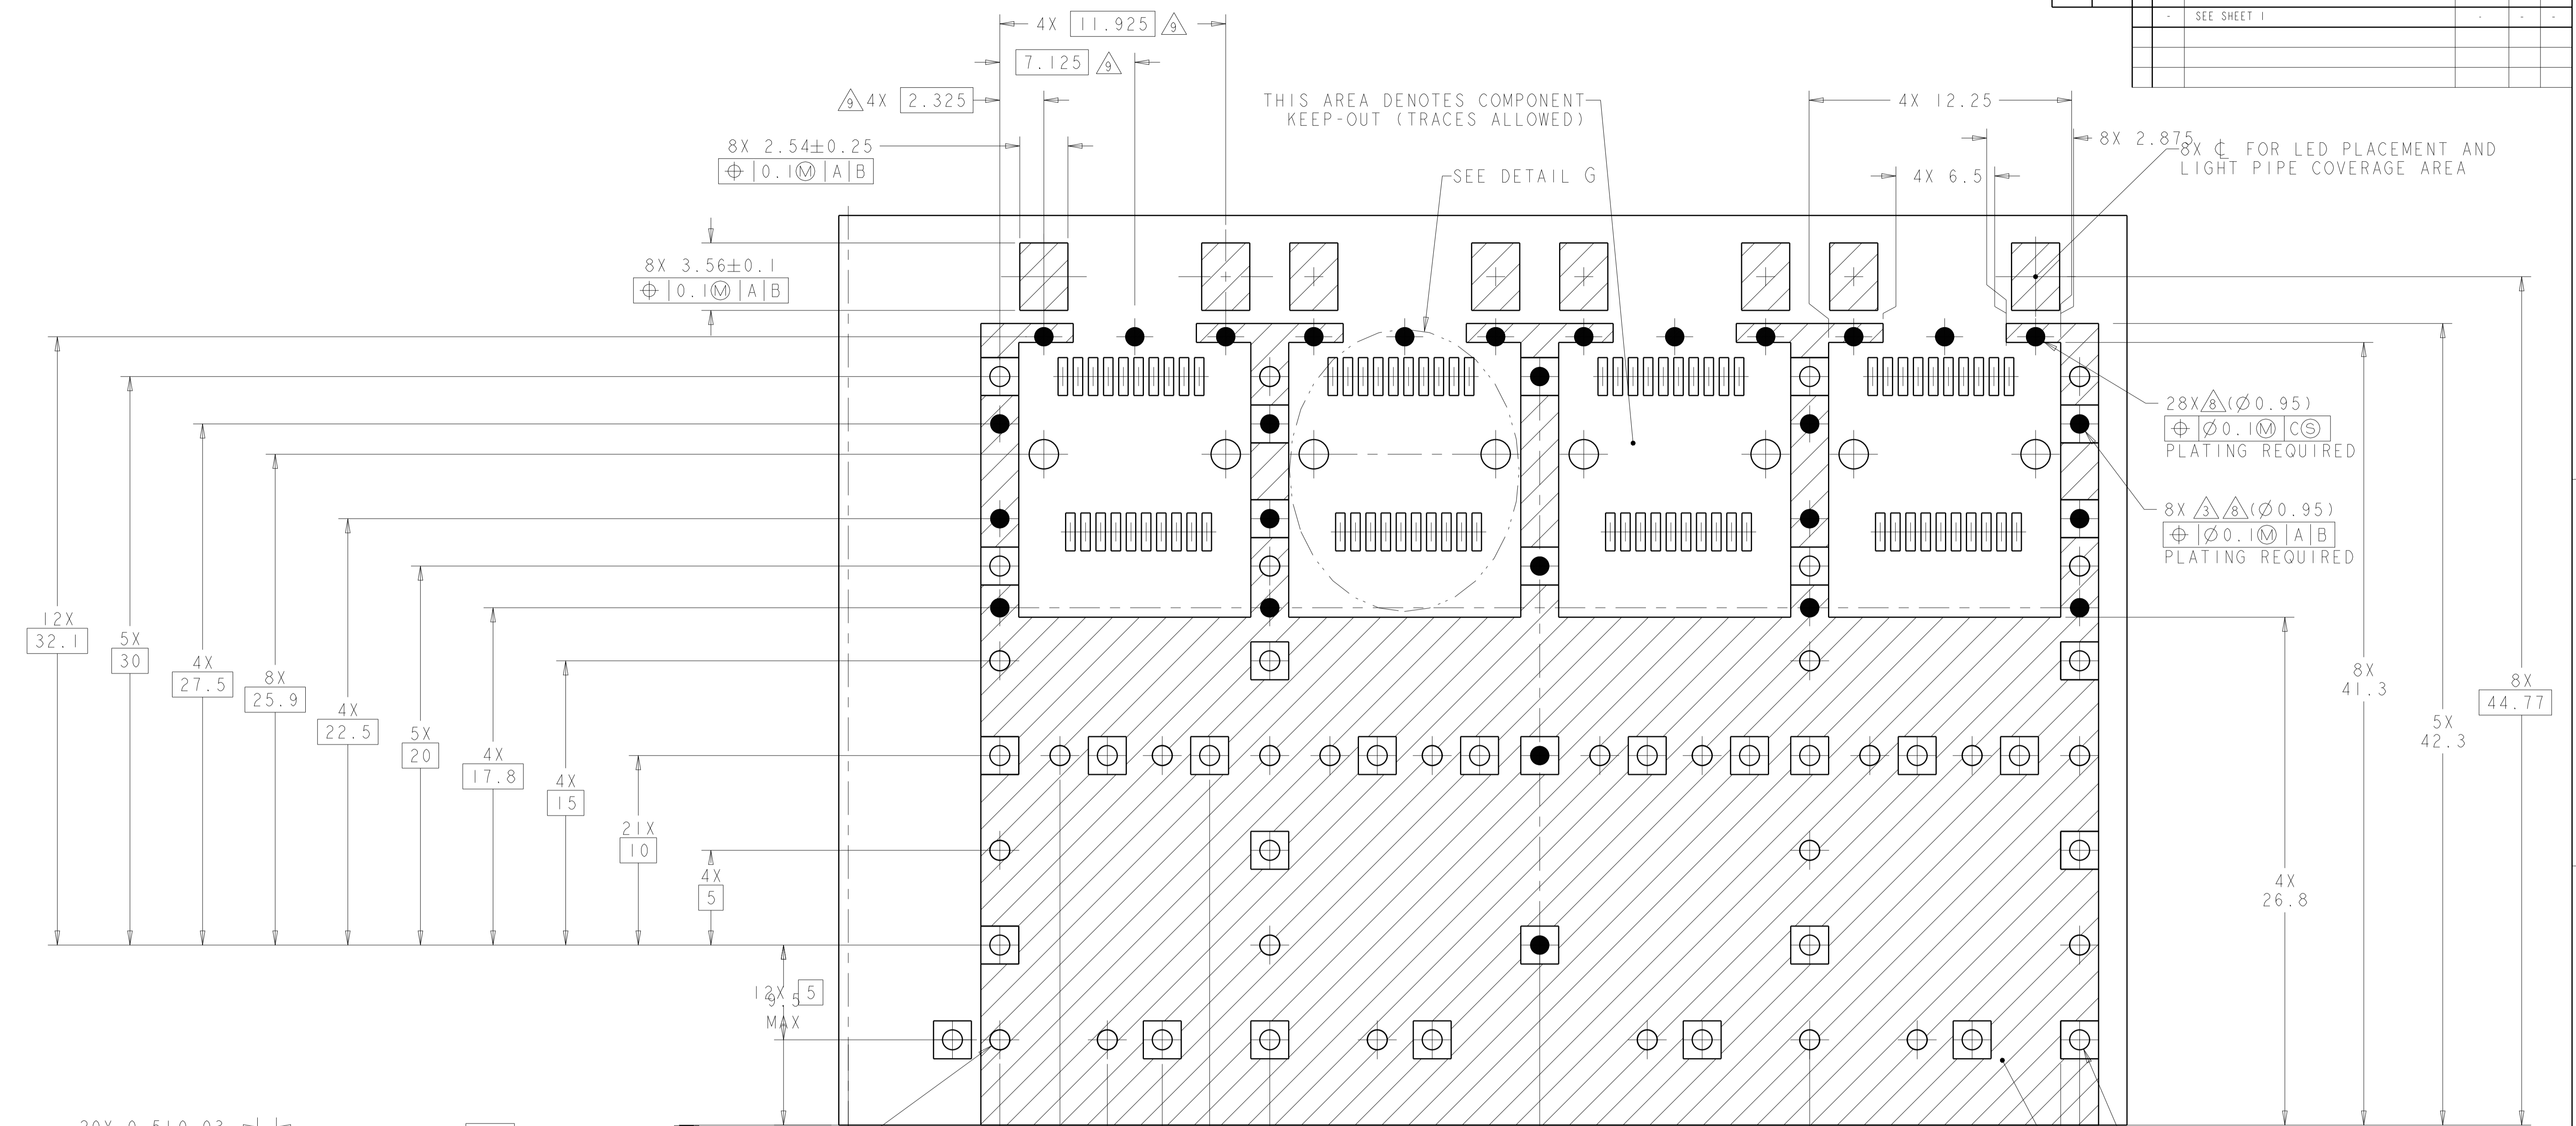 - SEE SHEET 1 - - -
4X 11.925 9
7.125 9
9 4X 2.325
THIS AREA DENOTES COMPONENT
KEEP-OUT (TRACES ALLOWED)
4X 12.25
8X 2.875
8X ℄ FOR LED PLACEMENT AND
LIGHT PIPE COVERAGE AREA
8X 2.54±0.25
⌖ 0.1Ⓜ A B
SEE DETAIL G
4X 6.5
8X 3.56±0.1
⌖ 0.1Ⓜ A B
28X 8 (Ø0.95)
⌖ Ø0.1Ⓜ CⓈ
PLATING REQUIRED
8X 3 8 (Ø0.95)
⌖ Ø0.1Ⓜ A B
PLATING REQUIRED
12X
32.1
5X
30
4X
27.5
8X
25.9
4X
22.5
5X
20
4X
17.8
4X
15
21X
10
4X
5
12X 5
9.5
MAX
4X
26.8
8X
41.3
5X
42.3
8X
44.77